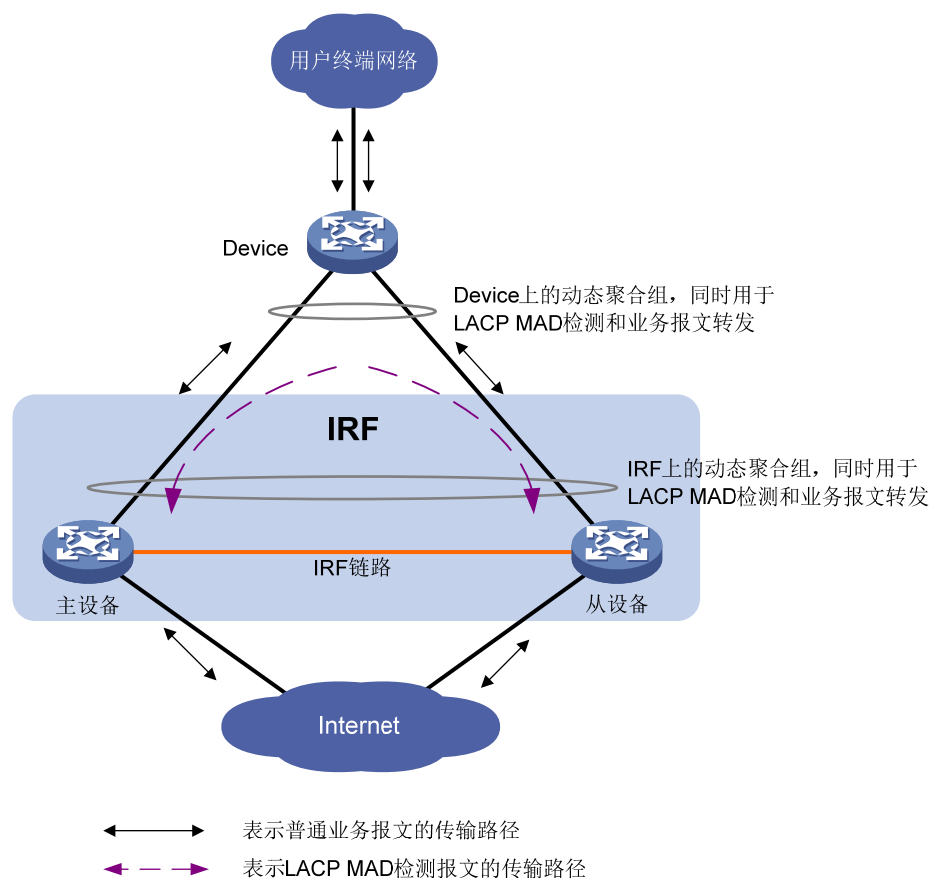 用户终端网络
Device
Device上的动态聚合组，同时用于
LACP MAD检测和业务报文转发
IRF
IRF上的动态聚合组，同时用于
LACP MAD检测和业务报文转发
IRF链路
主设备
从设备
Internet
表示普通业务报文的传输路径
表示LACP MAD检测报文的传输路径